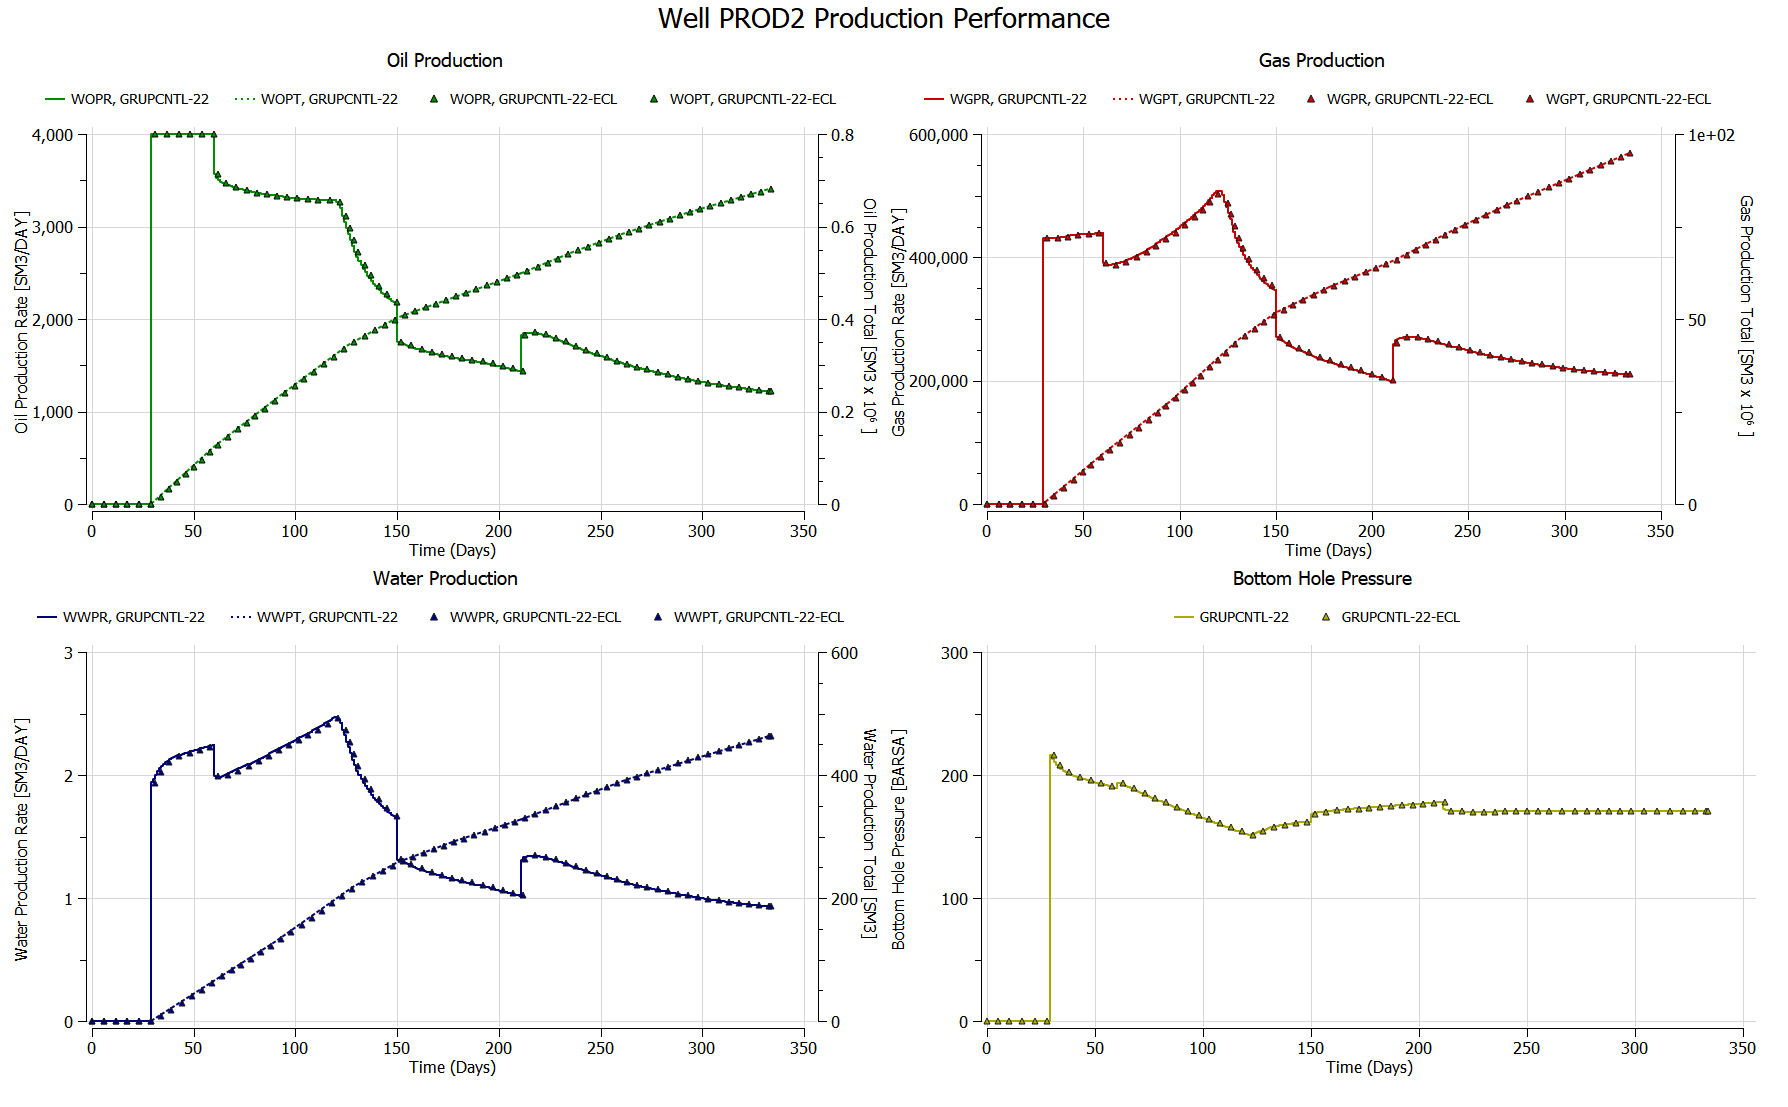 Well PROD2 Production Performance
Oil Production
WOPR, GRUPCNTL-22 WOPT, GRUPCNTL-22 WOPR, GRUPCNTL-22-ECL WOPT, GRUPCNTL-22-ECL
4,000
3,000
2,000
1,000
0
Oil Production Rate [SM3/DAY]
0.8
0.6
0.4
0.2
0
Oil Production Total [SM3 x 10⁶ ]
0 50 100 150 200 250 300 350
Time (Days)
Gas Production
WGPR, GRUPCNTL-22 WGPT, GRUPCNTL-22 WGPR, GRUPCNTL-22-ECL WGPT, GRUPCNTL-22-ECL
600,000
400,000
200,000
0
Gas Production Rate [SM3/DAY]
1e+02
50
0
Gas Production Total [SM3 x 10⁶ ]
0 50 100 150 200 250 300 350
Time (Days)
Water Production
WWPR, GRUPCNTL-22 WWPT, GRUPCNTL-22 WWPR, GRUPCNTL-22-ECL WWPT, GRUPCNTL-22-ECL
3
2
1
0
Water Production Rate [SM3/DAY]
600
400
200
0
Water Production Total [SM3]
0 50 100 150 200 250 300 350
Time (Days)
Bottom Hole Pressure
GRUPCNTL-22 GRUPCNTL-22-ECL
300
200
100
0
Bottom Hole Pressure [BARSA]
0 50 100 150 200 250 300 350
Time (Days)